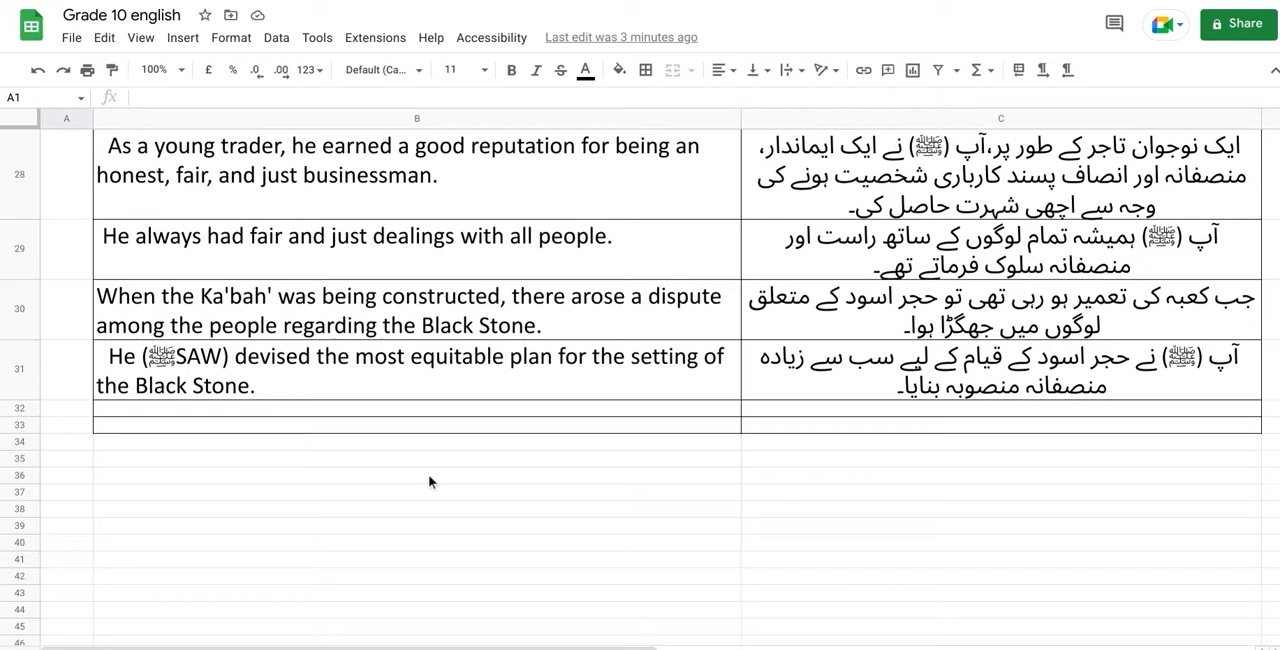 Grade 10 english
File Edit View Insert Format Data Tools Extensions Help Accessibility Last edit was 3 minutes ago
Share
100% £ % .0 .00 123 Default (Ca... 11 B I S A
A1 fx
A B C
28 As a young trader, he earned a good reputation for being an
honest, fair, and just businessman.
ایک نوجوان تاجر کے طور پر،آپ (ﷺ) نے ایک ایماندار،
منصفانہ اور انصاف پسند کارباری شخصیت ہونے کی
وجہ سے اچھی شہرت حاصل کی۔
29 He always had fair and just dealings with all people.
آپ (ﷺ) ہمیشہ تمام لوگوں کے ساتھ راست اور
منصفانہ سلوک فرماتے تھے۔
30 When the Ka'bah' was being constructed, there arose a dispute
among the people regarding the Black Stone.
جب کعبہ کی تعمیر ہو رہی تھی تو حجر اسود کے متعلق
لوگوں میں جھگڑا ہوا۔
31 He (ﷺSAW) devised the most equitable plan for the setting of
the Black Stone.
آپ (ﷺ) نے حجر اسود کے قیام کے لیے سب سے زیادہ
منصفانہ منصوبہ بنایا۔
32
33
34
35
36
37
38
39
40
41
42
43
44
45
46